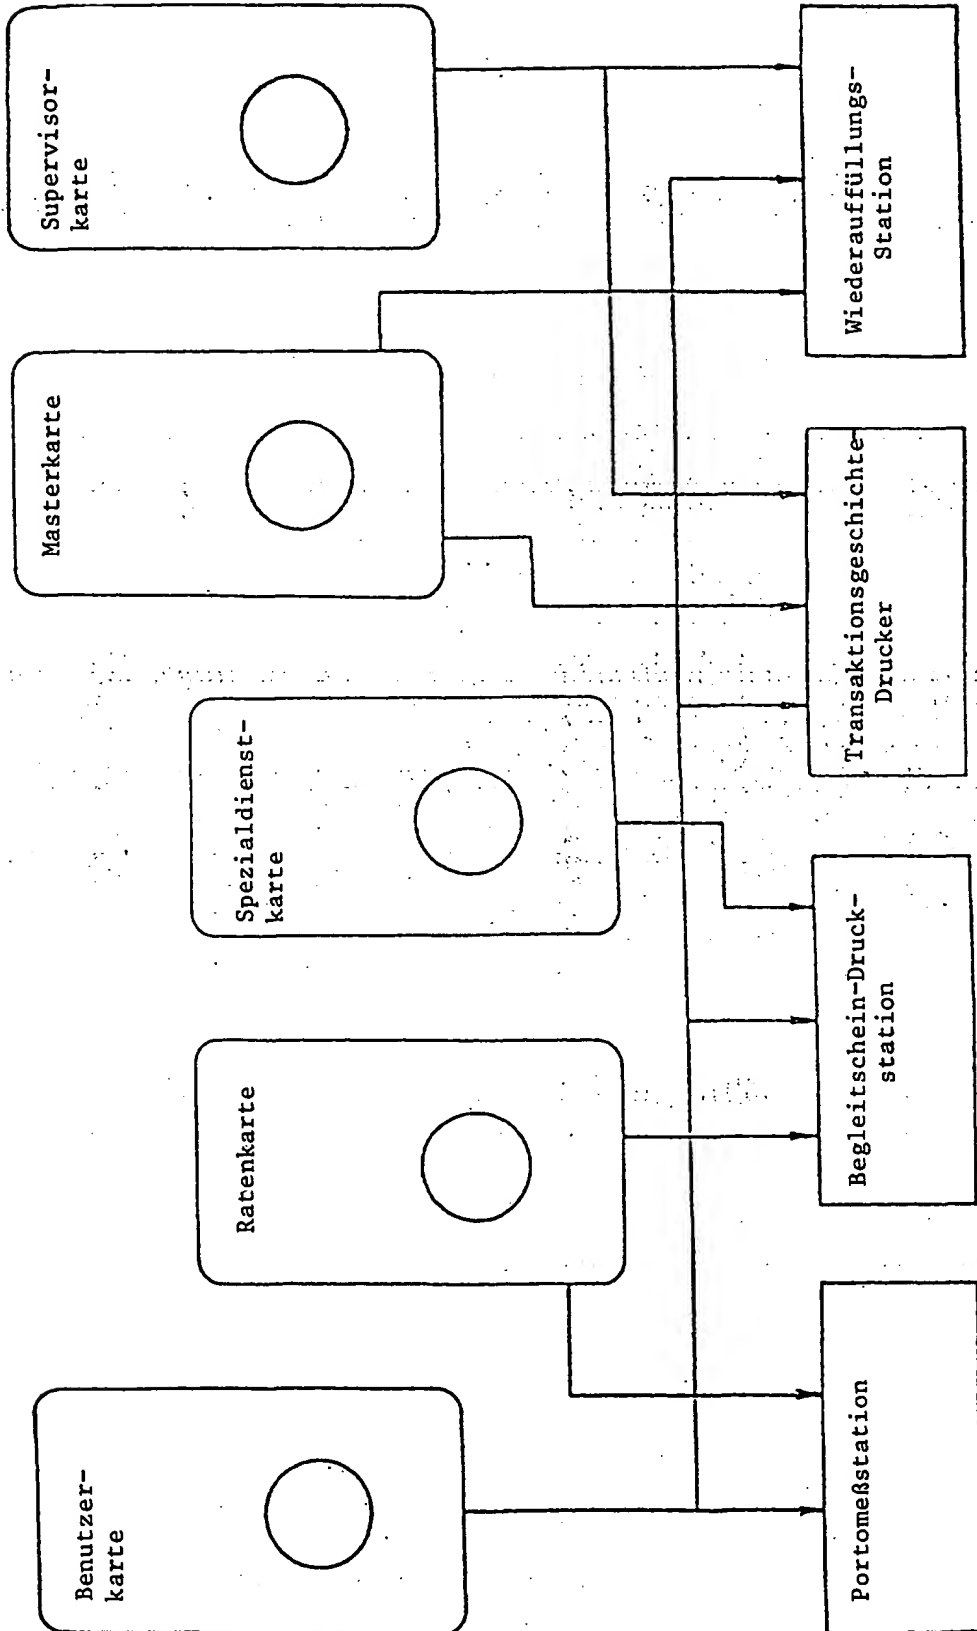 Benutzer-
karte
Ratenkarte
Spezialdienst-
karte
Masterkarte
Supervisor-
karte
Portomeßstation
Begleitschein-Druck-
station
Transaktionsgeschichte-
Drucker
Wiederauffüllungs-
Station